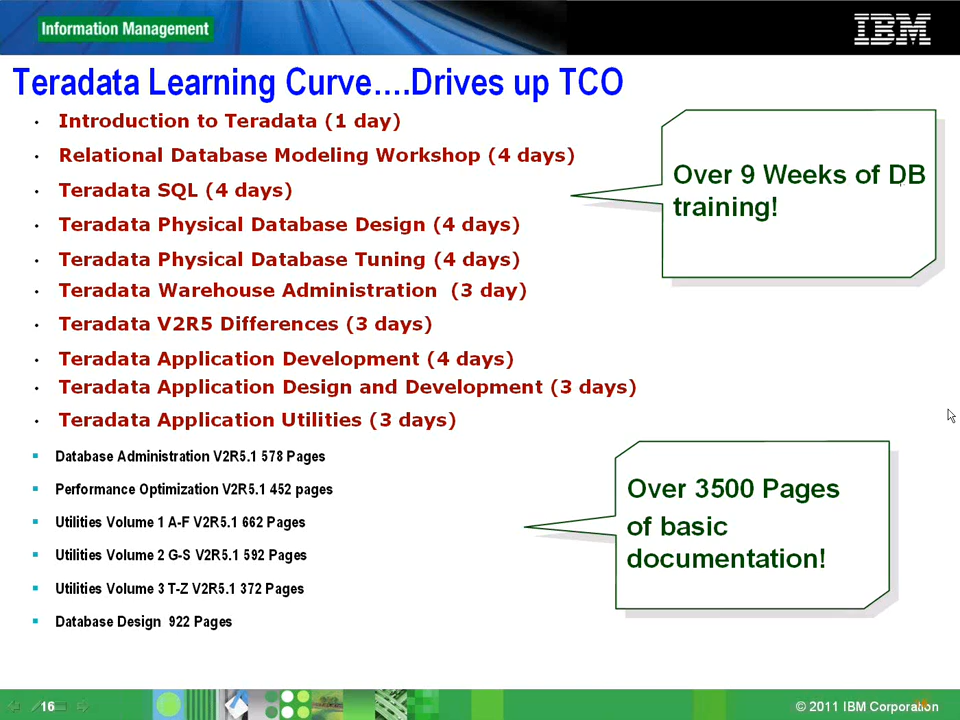 Information Management
IBM
Teradata Learning Curve....Drives up TCO
Introduction to Teradata (1 day)
Relational Database Modeling Workshop (4 days)
Teradata SQL (4 days)
Teradata Physical Database Design (4 days)
Teradata Physical Database Tuning (4 days)
Teradata Warehouse Administration (3 day)
Teradata V2R5 Differences (3 days)
Teradata Application Development (4 days)
Teradata Application Design and Development (3 days)
Teradata Application Utilities (3 days)
Over 9 Weeks of DB
training!
Database Administration V2R5.1 578 Pages
Performance Optimization V2R5.1 452 pages
Utilities Volume 1 A-F V2R5.1 662 Pages
Utilities Volume 2 G-S V2R5.1 592 Pages
Utilities Volume 3 T-Z V2R5.1 372 Pages
Database Design 922 Pages
Over 3500 Pages
of basic
documentation!
16
© 2011 IBM Corporation